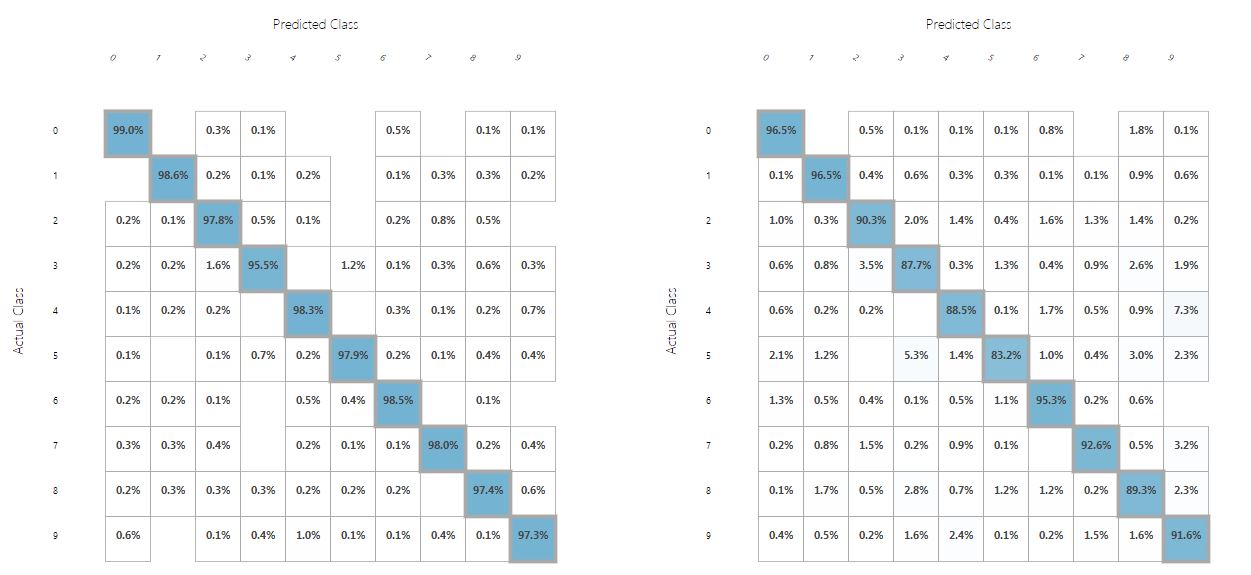 Predicted Class
0 1 2 3 4 5 6 7 8 9
Actual Class
0 99.0% 0.3% 0.1% 0.5% 0.1% 0.1%
1 98.6% 0.2% 0.1% 0.2% 0.1% 0.3% 0.3% 0.2%
2 0.2% 0.1% 97.8% 0.5% 0.1% 0.2% 0.8% 0.5%
3 0.2% 0.2% 1.6% 95.5% 1.2% 0.1% 0.3% 0.6% 0.3%
4 0.1% 0.2% 0.2% 98.3% 0.3% 0.1% 0.2% 0.7%
5 0.1% 0.1% 0.7% 0.2% 97.9% 0.2% 0.1% 0.4% 0.4%
6 0.2% 0.2% 0.1% 0.5% 0.4% 98.5% 0.1%
7 0.3% 0.3% 0.4% 0.2% 0.1% 0.1% 98.0% 0.2% 0.4%
8 0.2% 0.3% 0.3% 0.3% 0.2% 0.2% 0.2% 97.4% 0.6%
9 0.6% 0.1% 0.4% 1.0% 0.1% 0.1% 0.4% 0.1% 97.3%
Predicted Class
0 1 2 3 4 5 6 7 8 9
Actual Class
0 96.5% 0.5% 0.1% 0.1% 0.1% 0.8% 1.8% 0.1%
1 0.1% 96.5% 0.4% 0.6% 0.3% 0.3% 0.1% 0.1% 0.9% 0.6%
2 1.0% 0.3% 90.3% 2.0% 1.4% 0.4% 1.6% 1.3% 1.4% 0.2%
3 0.6% 0.8% 3.5% 87.7% 0.3% 1.3% 0.4% 0.9% 2.6% 1.9%
4 0.6% 0.2% 0.2% 88.5% 0.1% 1.7% 0.5% 0.9% 7.3%
5 2.1% 1.2% 5.3% 1.4% 83.2% 1.0% 0.4% 3.0% 2.3%
6 1.3% 0.5% 0.4% 0.1% 0.5% 1.1% 95.3% 0.2% 0.6%
7 0.2% 0.8% 1.5% 0.2% 0.9% 0.1% 92.6% 0.5% 3.2%
8 0.1% 1.7% 0.5% 2.8% 0.7% 1.2% 1.2% 0.2% 89.3% 2.3%
9 0.4% 0.5% 0.2% 1.6% 2.4% 0.1% 0.2% 1.5% 1.6% 91.6%